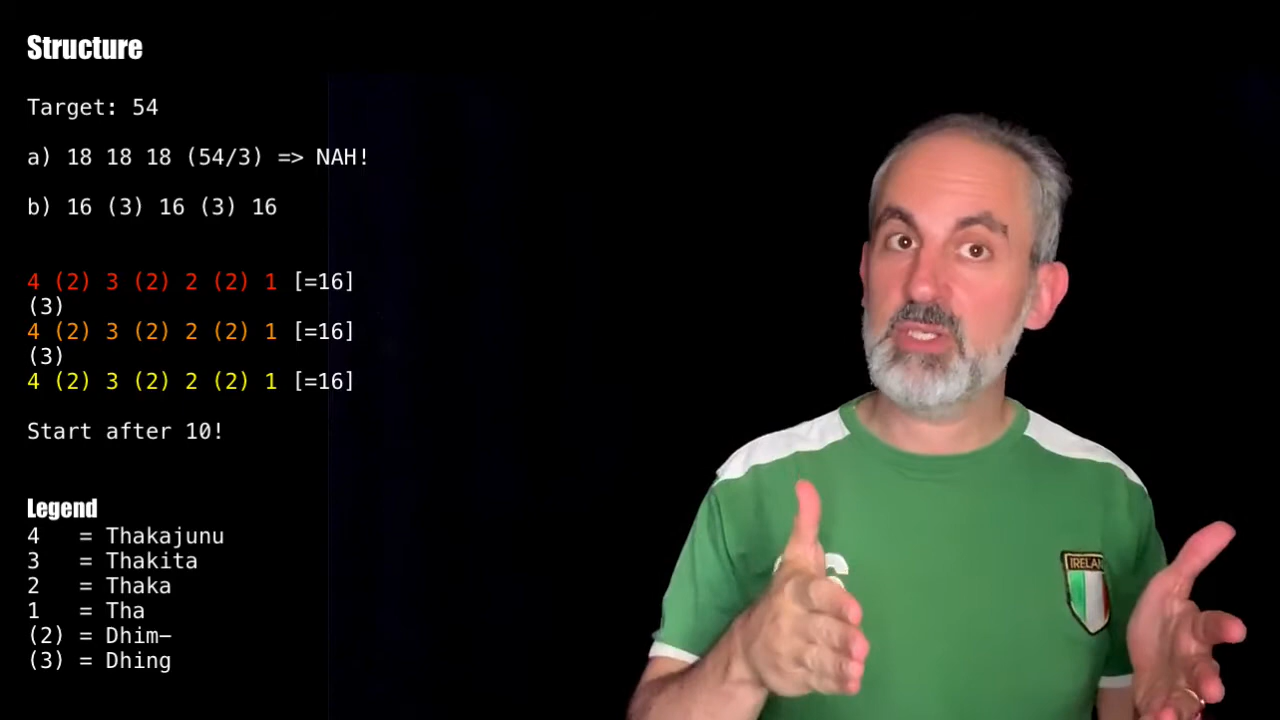 Structure
Target: 54
a) 18 18 18 (54/3) => NAH!
b) 16 (3) 16 (3) 16
4 (2) 3 (2) 2 (2) 1 [=16]
(3)
4 (2) 3 (2) 2 (2) 1 [=16]
(3)
4 (2) 3 (2) 2 (2) 1 [=16]
Start after 10!
Legend
4 = Thakajunu
3 = Thakita
2 = Thaka
1 = Tha
(2) = Dhim–
(3) = Dhing
IRELAND